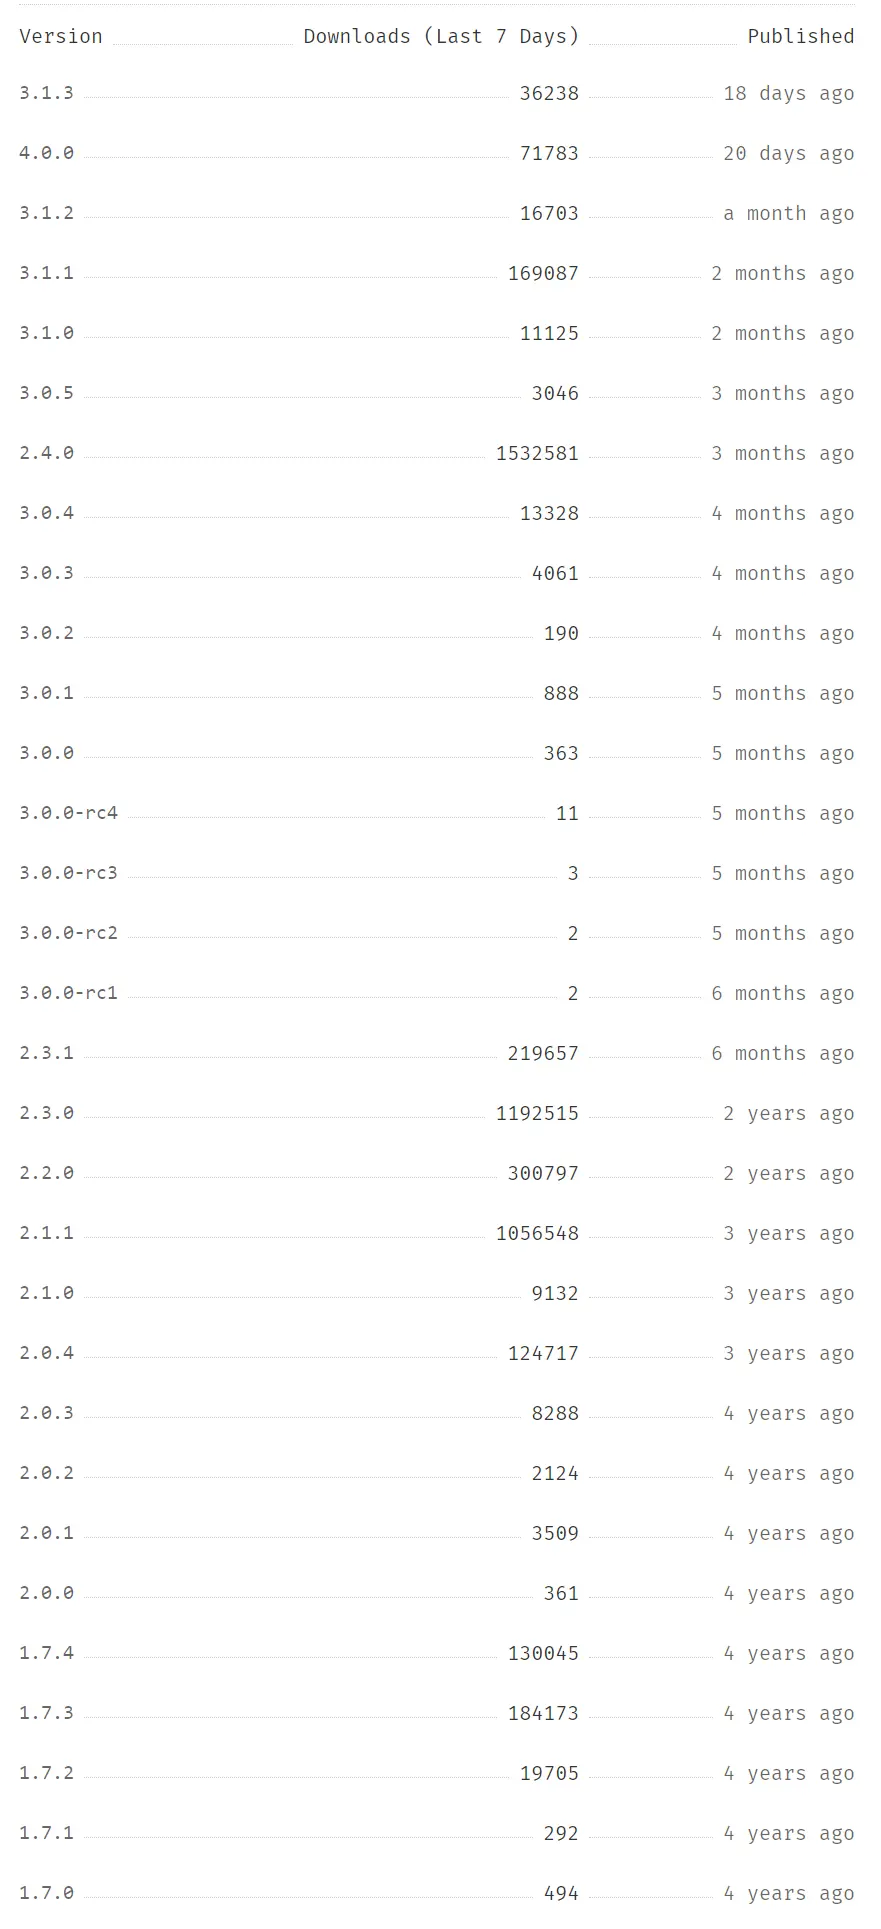 Version Downloads (Last 7 Days) Published
3.1.3 36238 18 days ago
4.0.0 71783 20 days ago
3.1.2 16703 a month ago
3.1.1 169087 2 months ago
3.1.0 11125 2 months ago
3.0.5 3046 3 months ago
2.4.0 1532581 3 months ago
3.0.4 13328 4 months ago
3.0.3 4061 4 months ago
3.0.2 190 4 months ago
3.0.1 888 5 months ago
3.0.0 363 5 months ago
3.0.0-rc4 11 5 months ago
3.0.0-rc3 3 5 months ago
3.0.0-rc2 2 5 months ago
3.0.0-rc1 2 6 months ago
2.3.1 219657 6 months ago
2.3.0 1192515 2 years ago
2.2.0 300797 2 years ago
2.1.1 1056548 3 years ago
2.1.0 9132 3 years ago
2.0.4 124717 3 years ago
2.0.3 8288 4 years ago
2.0.2 2124 4 years ago
2.0.1 3509 4 years ago
2.0.0 361 4 years ago
1.7.4 130045 4 years ago
1.7.3 184173 4 years ago
1.7.2 19705 4 years ago
1.7.1 292 4 years ago
1.7.0 494 4 years ago